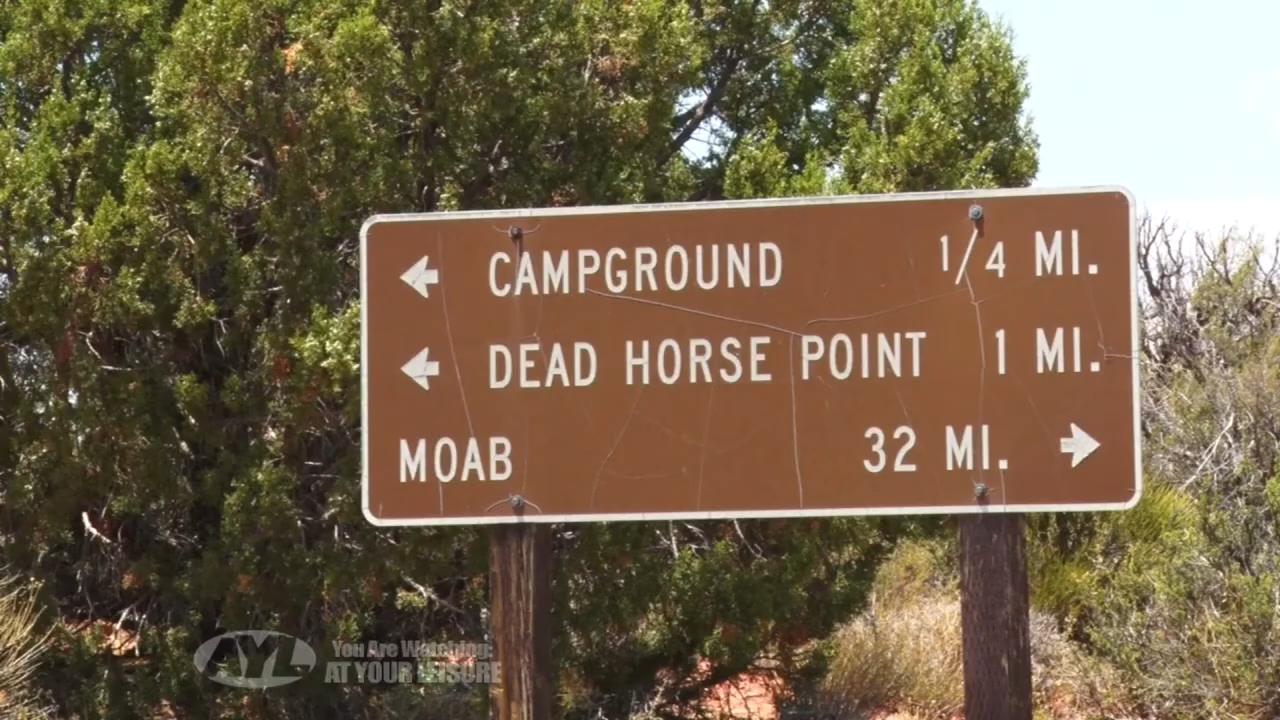 CAMPGROUND 1/4 MI.
DEAD HORSE POINT 1 MI.
MOAB 32 MI.
AYL
You Are Watching:
AT YOUR LEISURE